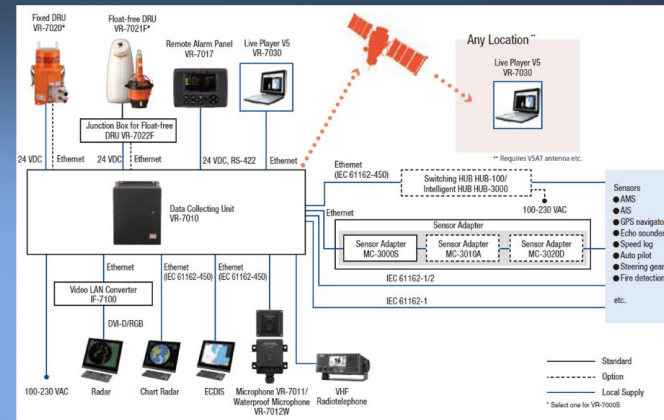 Fixed DRU
VR-7020*
Float-free DRU
VR-7021F*
Remote Alarm Panel
VR-7017
Live Player V5
VR-7030
Any Location**
Live Player V5
VR-7030
** Requires VSAT antenna etc.
Junction Box for Float-free
DRU VR-7022F
24 VDC
Ethernet
24 VDC
Ethernet
24 VDC, RS-422
Ethernet
Ethernet
(IEC 61162-450)
Switching HUB HUB-100/
Intelligent HUB HUB-3000
100-230 VAC
Data Collecting Unit
VR-7010
Ethernet
Sensor Adapter
Sensor Adapter
MC-3000S
Sensor Adapter
MC-3010A
Sensor Adapter
MC-3020D
IEC 61162-1/2
IEC 61162-1
Sensors
●AMS
●AIS
●GPS navigato
●Echo sounder
●Speed log
●Auto pilot
●Steering gear
●Fire detection
etc.
Ethernet
Ethernet
(IEC 61162-450)
Ethernet
(IEC 61162-450)
Video LAN Converter
IF-7100
DVI-D/RGB
100-230 VAC
Radar
Chart Radar
ECDIS
Microphone VR-7011/
Waterproof Microphone
VR-7012W
VHF
Radiotelephone
Standard
Option
Local Supply
* Select one for VR-7000S